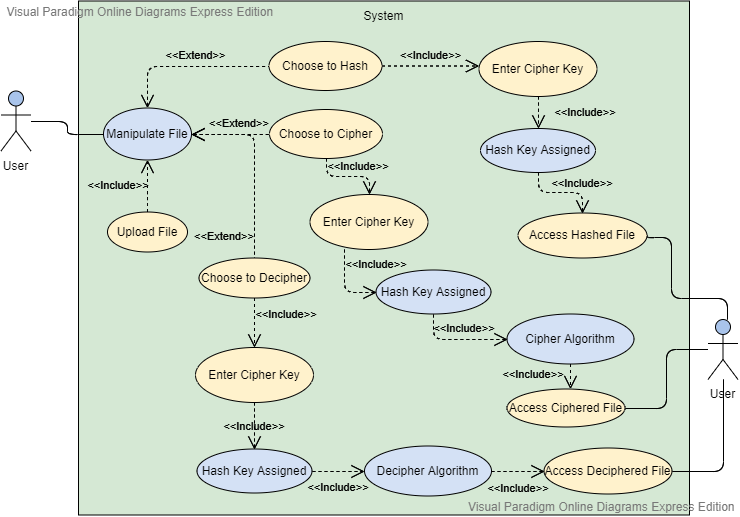 Visual Paradigm Online Diagrams Express Edition
System
<<Extend>>
<<Include>>
Choose to Hash
Enter Cipher Key
<<Include>>
<<Extend>>
Manipulate File
Choose to Cipher
Hash Key Assigned
User
<<Include>>
<<Include>>
<<Include>>
Upload File
Enter Cipher Key
Access Hashed File
<<Extend>>
<<Include>>
Choose to Decipher
Hash Key Assigned
<<Include>>
<<Include>>
Cipher Algorithm
Enter Cipher Key
<<Include>>
User
Access Ciphered File
<<Include>>
Hash Key Assigned
Decipher Algorithm
Access Deciphered File
<<Include>>
<<Include>>
Visual Paradigm Online Diagrams Express Edition